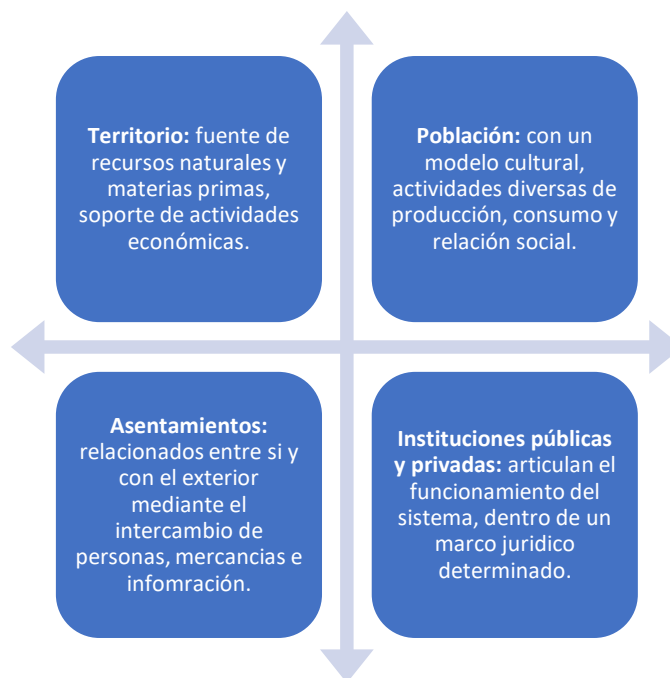 Territorio: fuente de
recursos naturales y
materias primas,
soporte de actividades
económicas.
Población: con un
modelo cultural,
actividades diversas de
producción, consumo y
relación social.
Asentamientos:
relacionados entre si y
con el exterior
mediante el
intercambio de
personas, mercancias e
infomración.
Instituciones públicas
y privadas: articulan el
funcionamiento del
sistema, dentro de un
marco juridico
determinado.